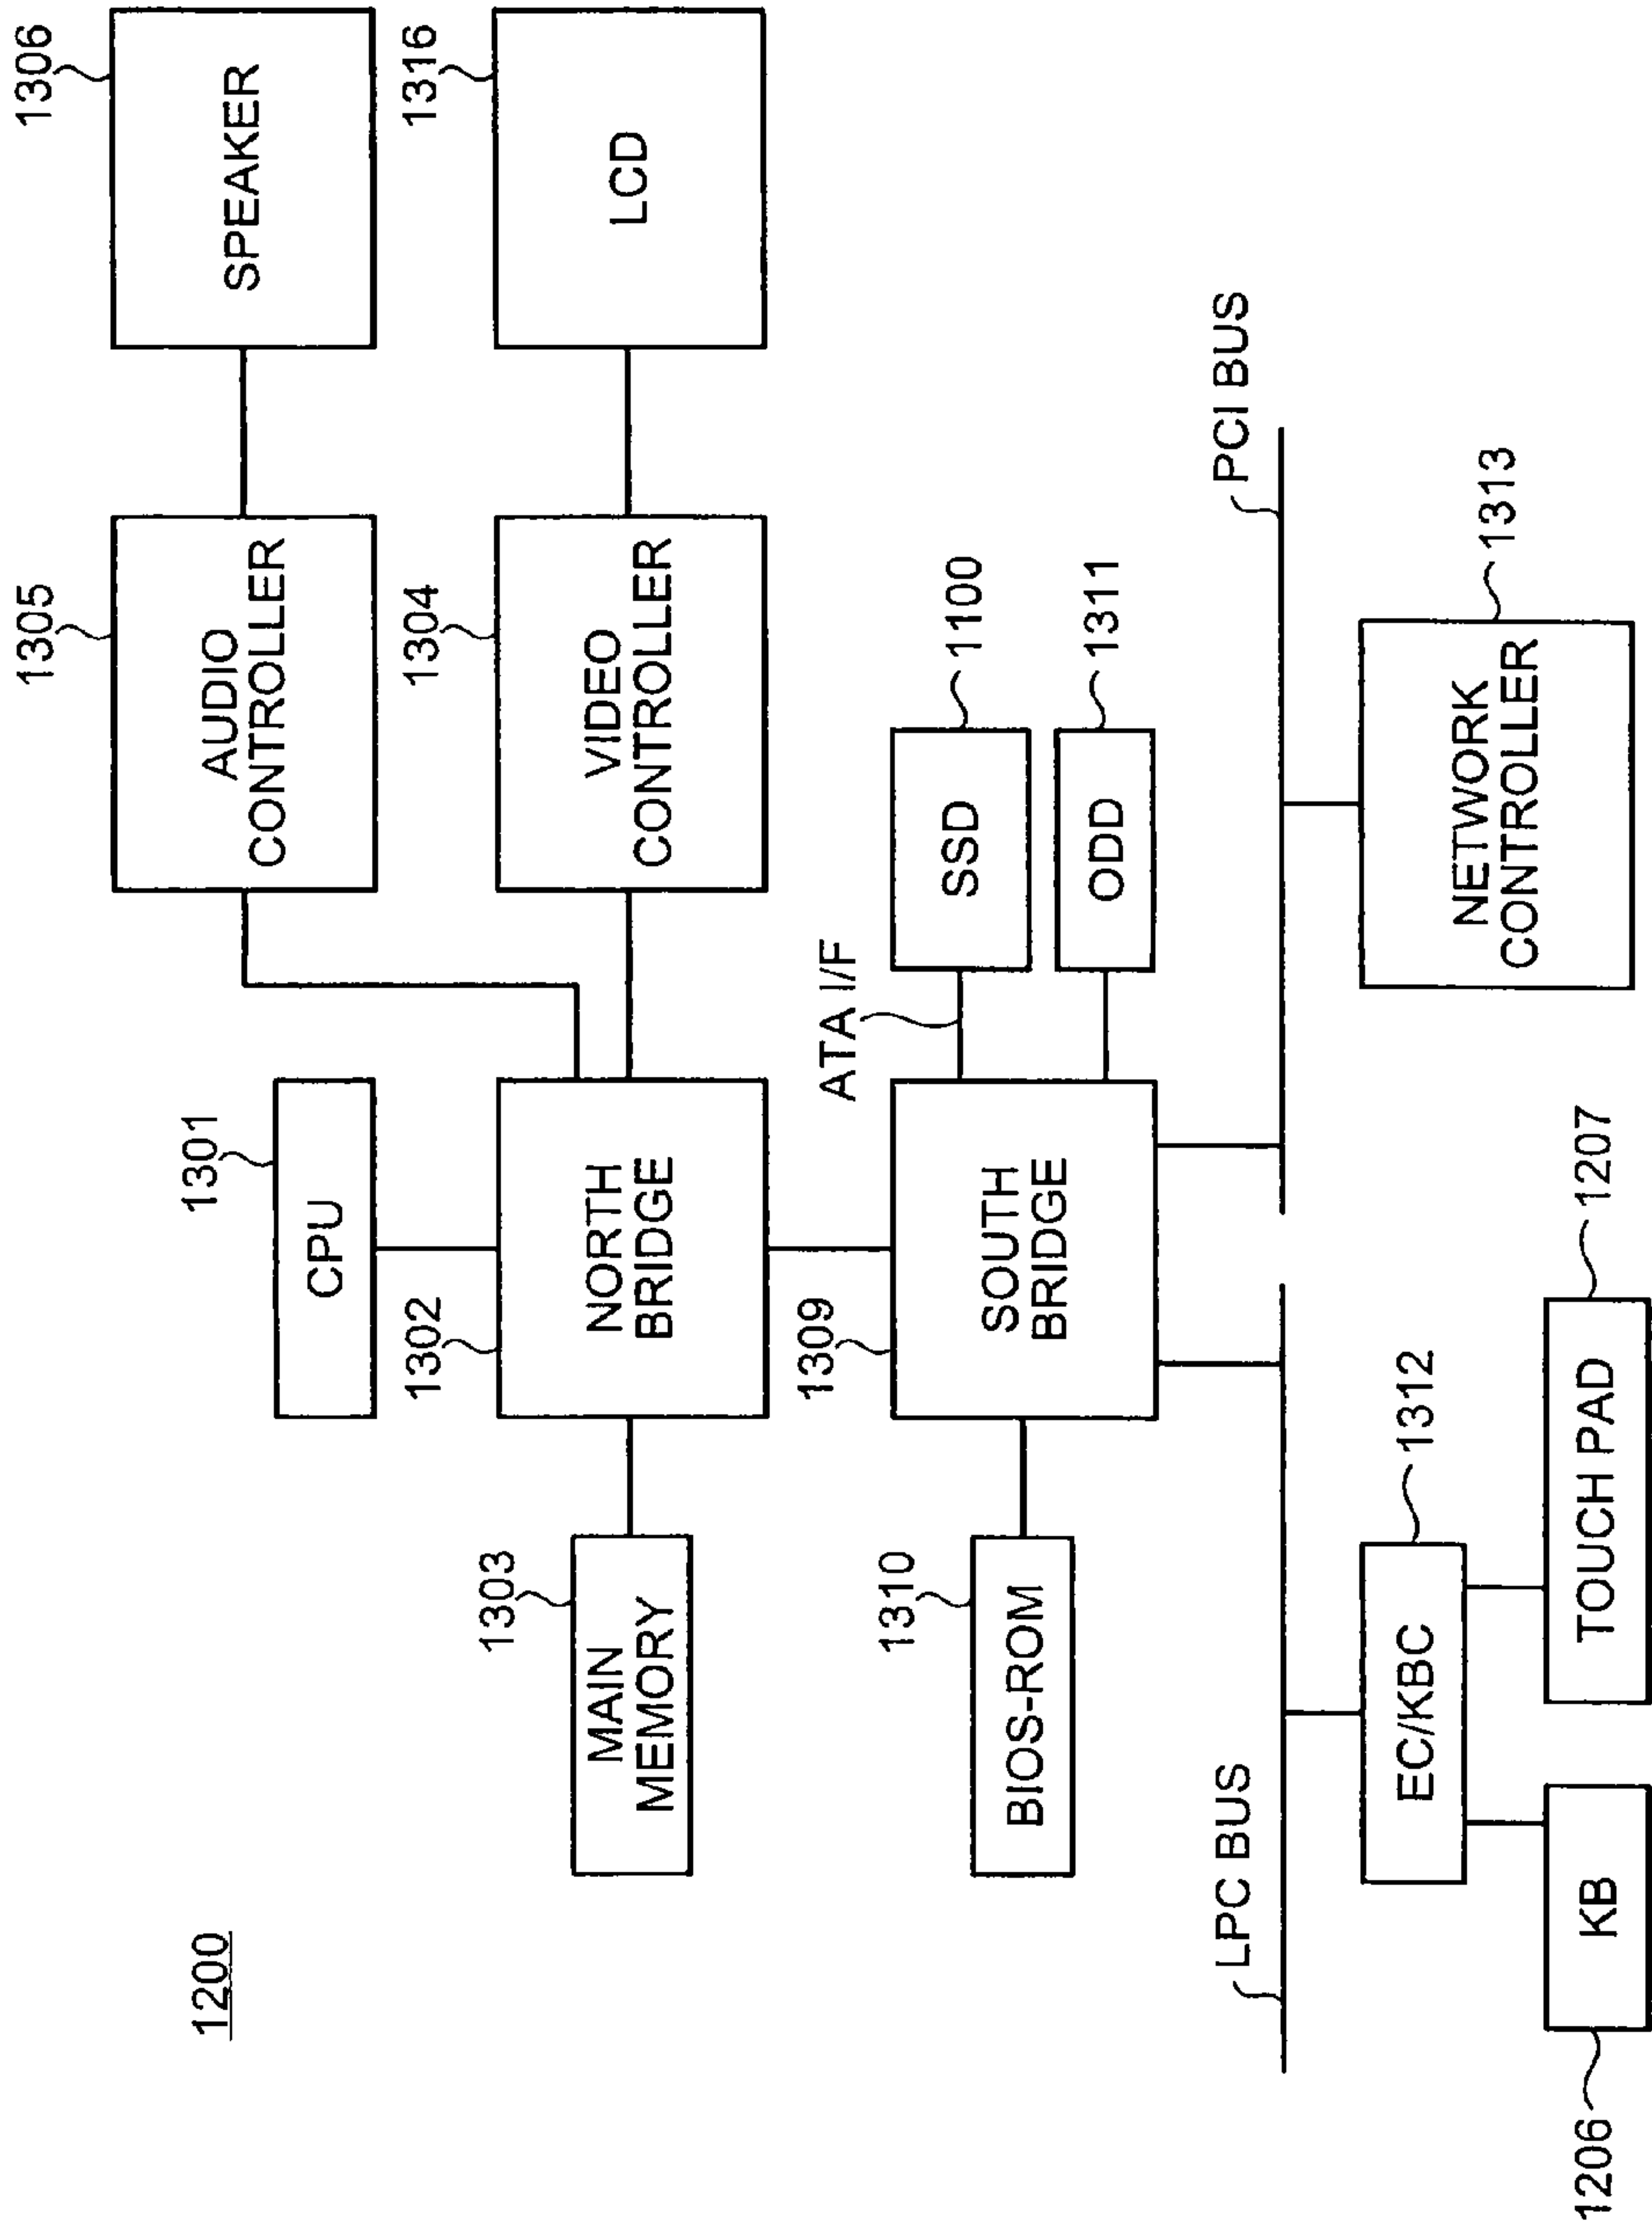 1200
1301
CPU
1305
AUDIO
CONTROLLER
1306
SPEAKER
1302
NORTH
BRIDGE
1303
MAIN
MEMORY
1304
VIDEO
CONTROLLER
1316
LCD
1309
SOUTH
BRIDGE
1310
BIOS-ROM
ATA I/F
SSD
1100
ODD
1311
LPC BUS
PCI BUS
EC/KBC
1312
NETWORK
CONTROLLER
1313
1206
KB
TOUCH PAD
1207